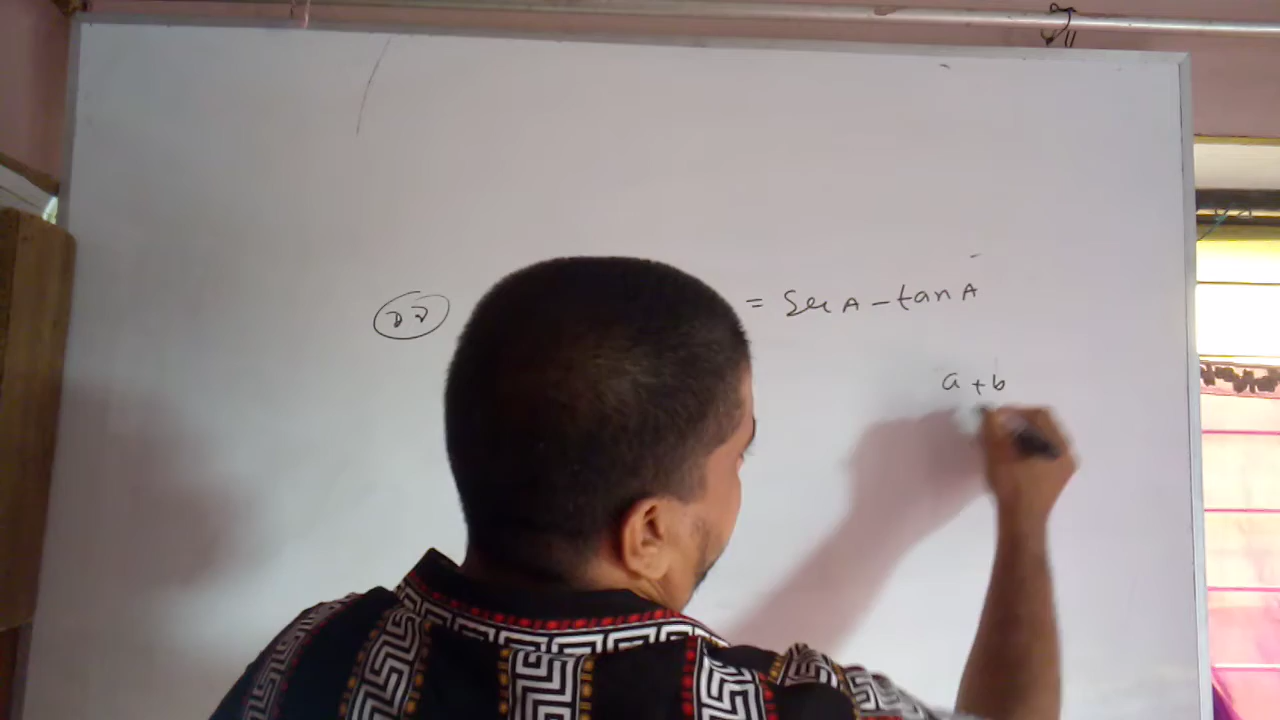 ২২ = Sec A - tan A
a + b